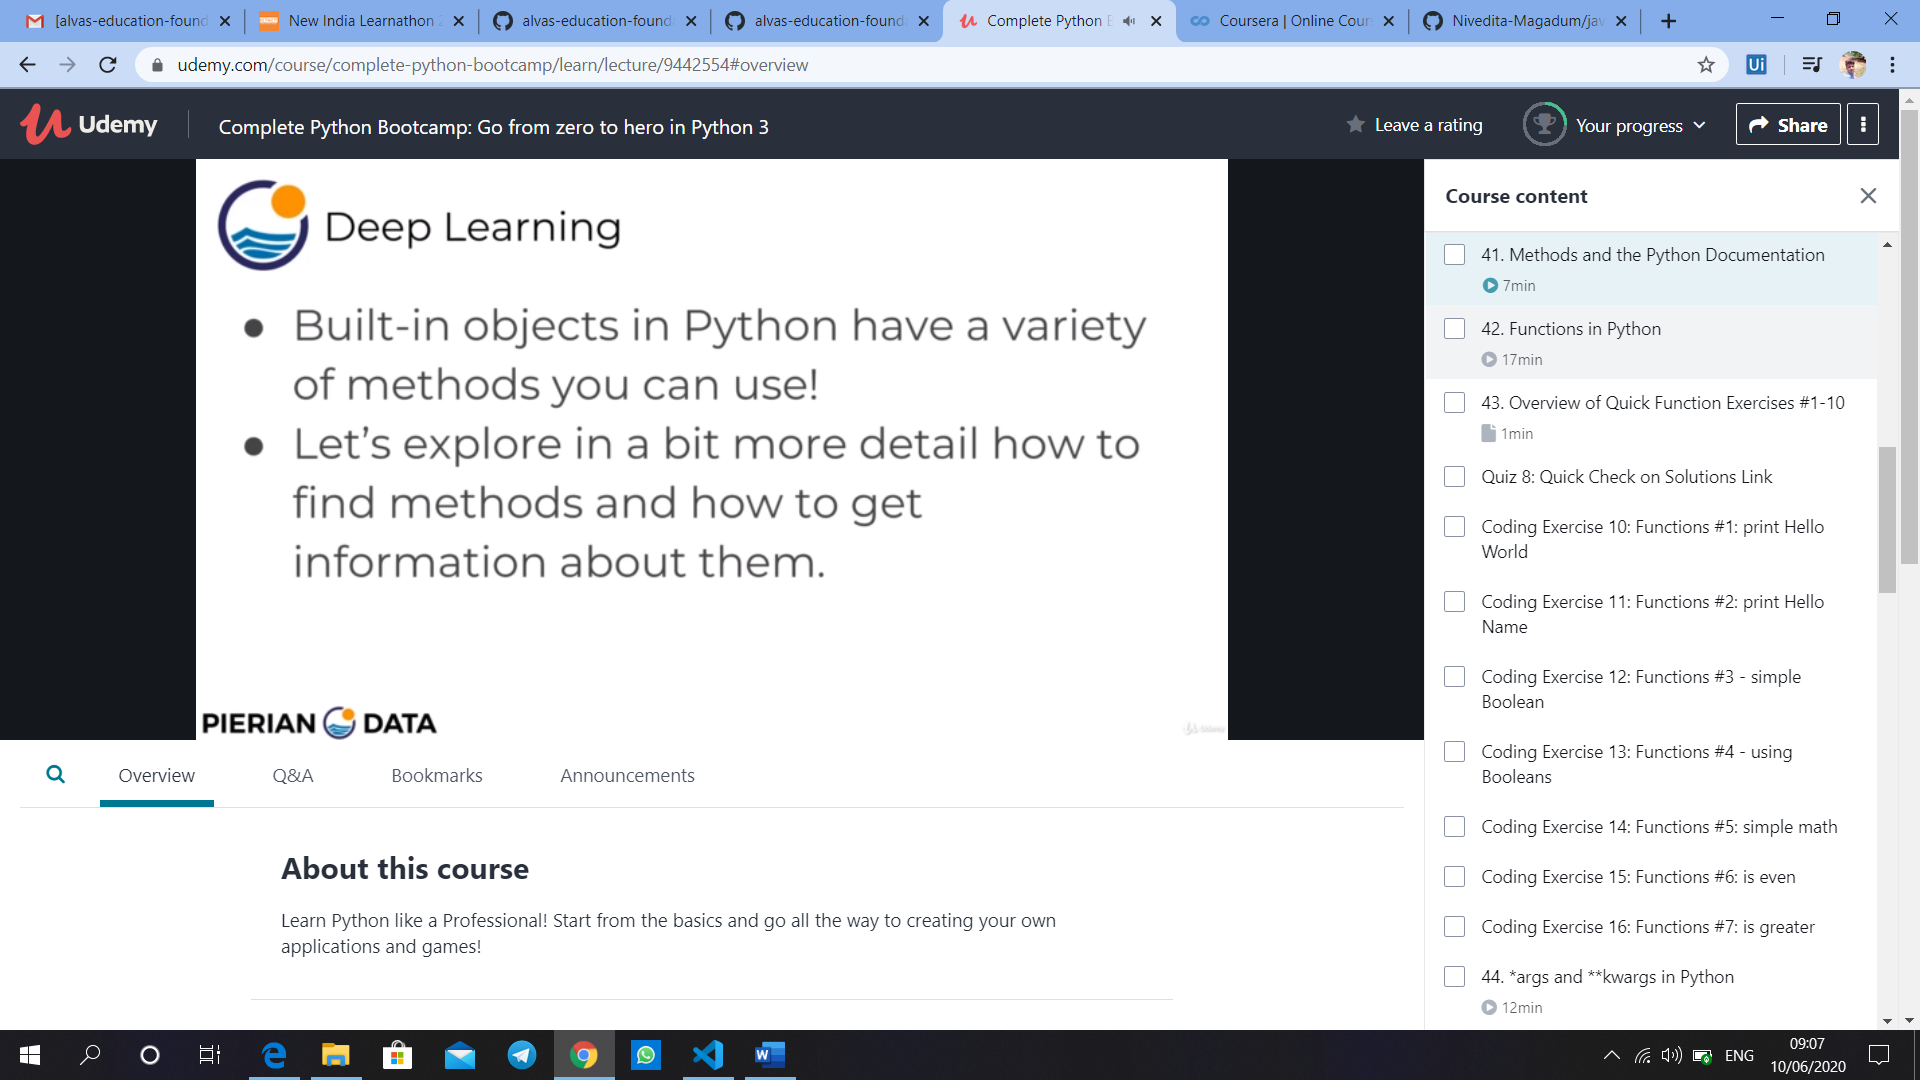 [alvas-education-found
New India Learnathon 2
alvas-education-found
alvas-education-found
Complete Python B
Coursera | Online Cour
Nivedita-Magadum/jav
udemy.com/course/complete-python-bootcamp/learn/lecture/9442554#overview
Ui
Udemy
Complete Python Bootcamp: Go from zero to hero in Python 3
Leave a rating
Your progress
Share
Deep Learning
● Built-in objects in Python have a variety
of methods you can use!
● Let's explore in a bit more detail how to
find methods and how to get
information about them.
PIERIAN DATA
Udemy
Course content
41. Methods and the Python Documentation
7min
42. Functions in Python
17min
43. Overview of Quick Function Exercises #1-10
1min
Quiz 8: Quick Check on Solutions Link
Coding Exercise 10: Functions #1: print Hello
World
Coding Exercise 11: Functions #2: print Hello
Name
Coding Exercise 12: Functions #3 - simple
Boolean
Coding Exercise 13: Functions #4 - using
Booleans
Coding Exercise 14: Functions #5: simple math
Coding Exercise 15: Functions #6: is even
Coding Exercise 16: Functions #7: is greater
44. *args and **kwargs in Python
12min
Overview
Q&A
Bookmarks
Announcements
About this course
Learn Python like a Professional! Start from the basics and go all the way to creating your own
applications and games!
ENG
09:07
10/06/2020